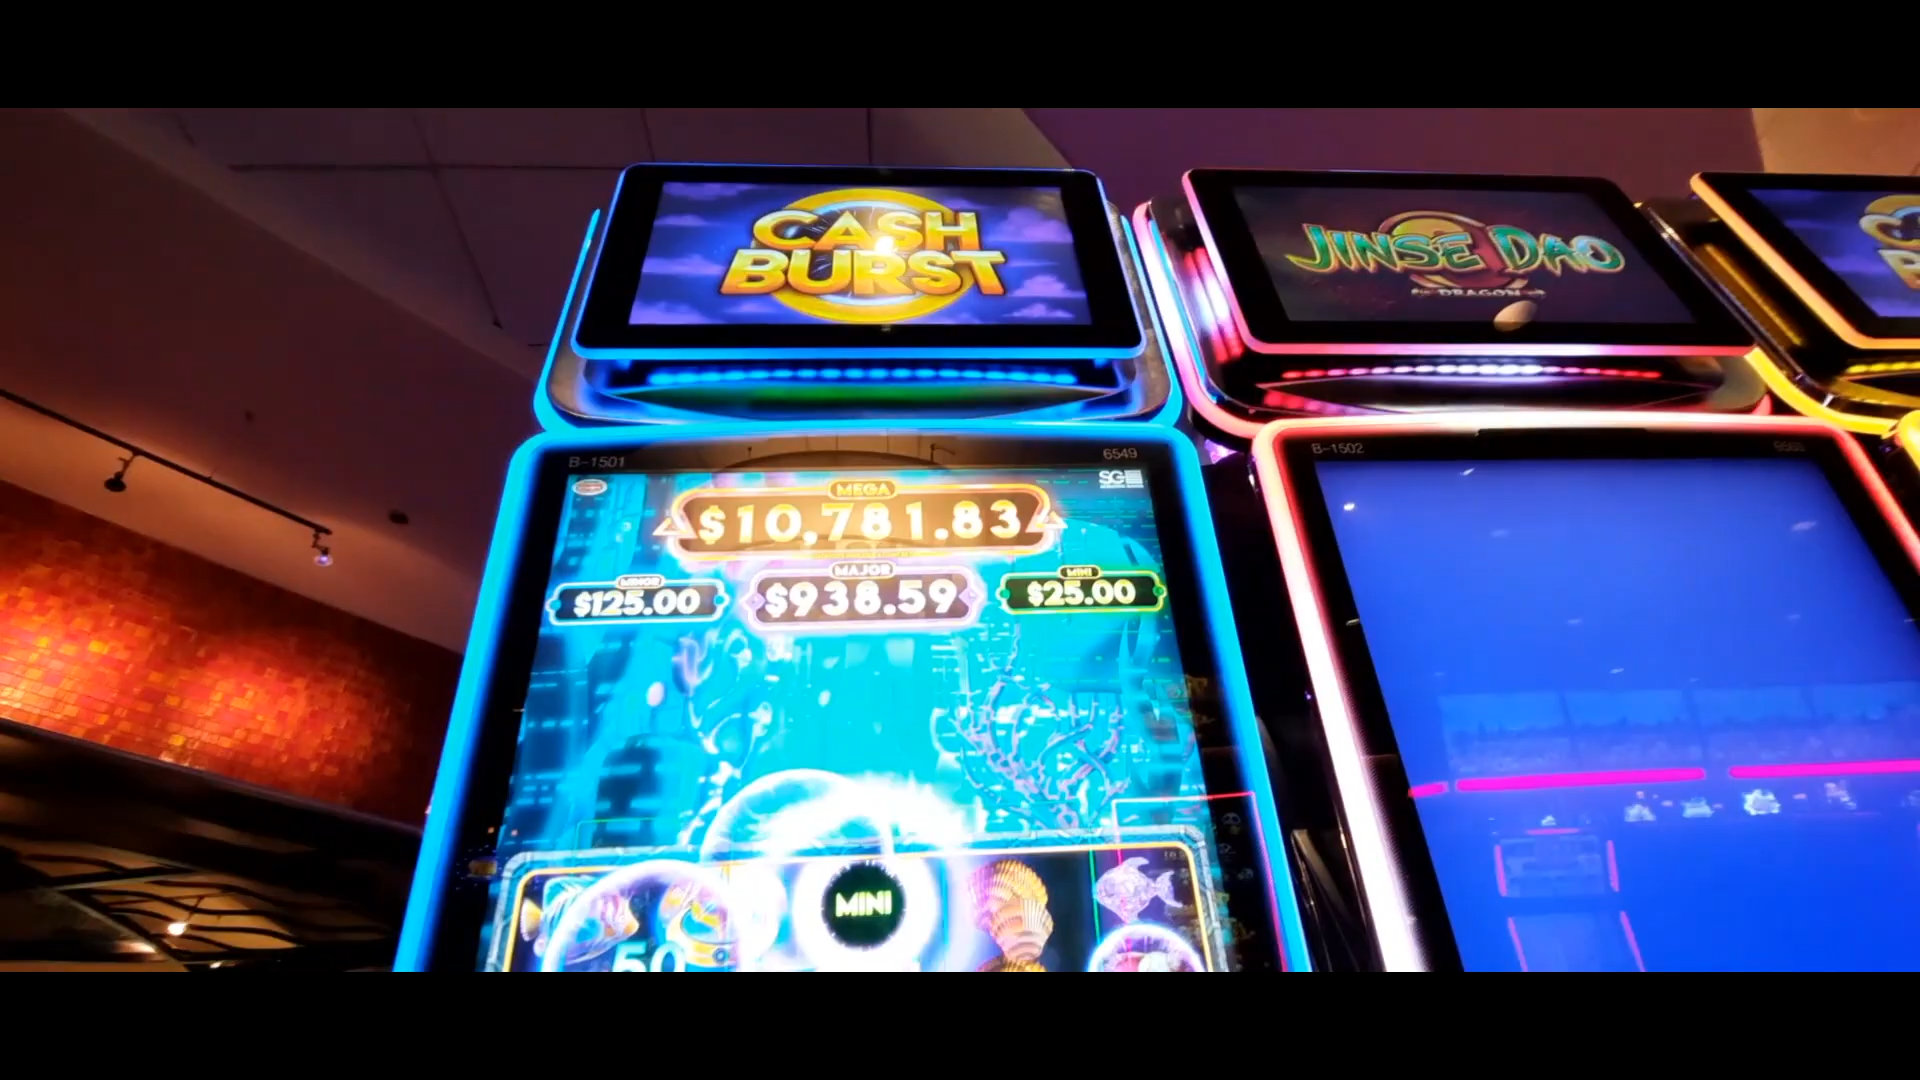 CASH
BURST
JINSE DAO
DRAGON
B-1501
6549
B-1502
SG
MEGA
$10,781.83
MINOR
$125.00
MAJOR
$938.59
MINI
$25.00
MINI
50